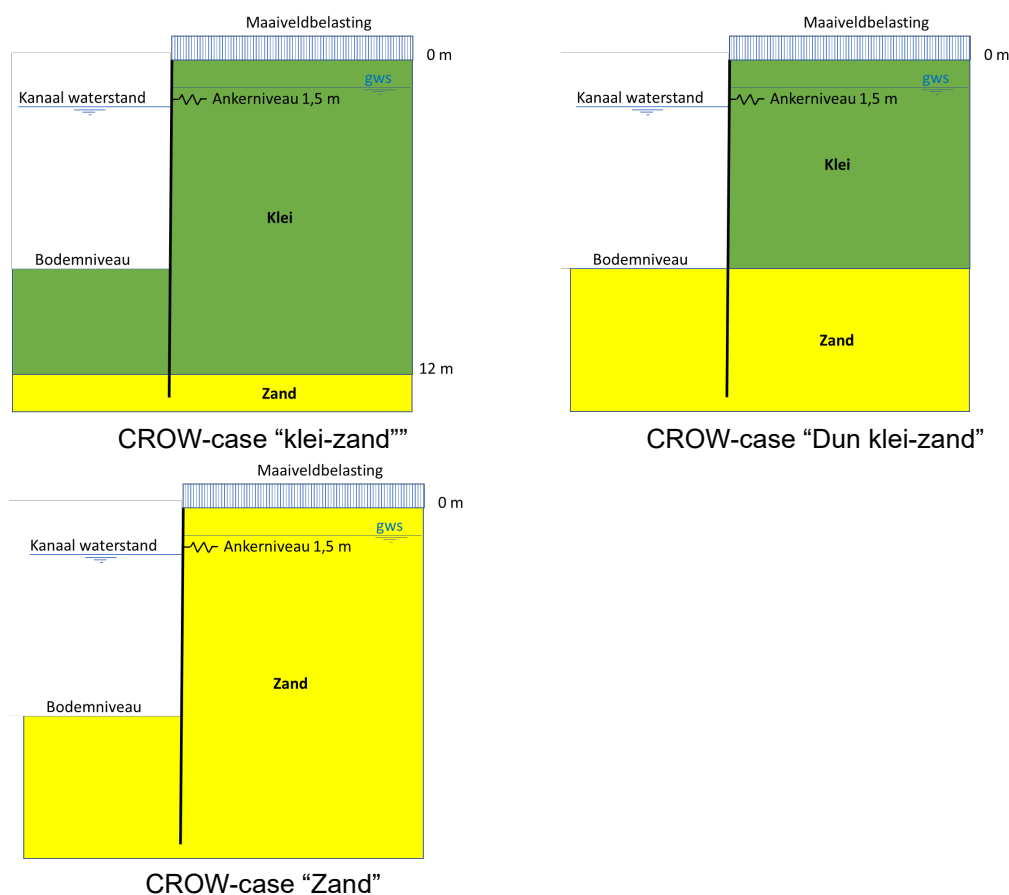 Maaiveldbelasting
0 m
gws
Kanaal waterstand
Ankerniveau 1,5 m
Klei
Bodemniveau
12 m
Zand
CROW-case “klei-zand””
Maaiveldbelasting
0 m
gws
Kanaal waterstand
Ankerniveau 1,5 m
Klei
Bodemniveau
Zand
CROW-case “Dun klei-zand”
Maaiveldbelasting
0 m
gws
Kanaal waterstand
Ankerniveau 1,5 m
Zand
Bodemniveau
CROW-case “Zand”